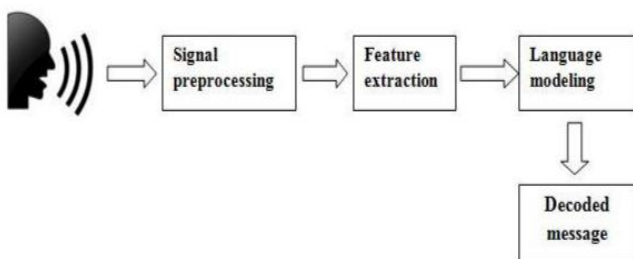 Signal
preprocessing
Feature
extraction
Language
modeling
Decoded
message